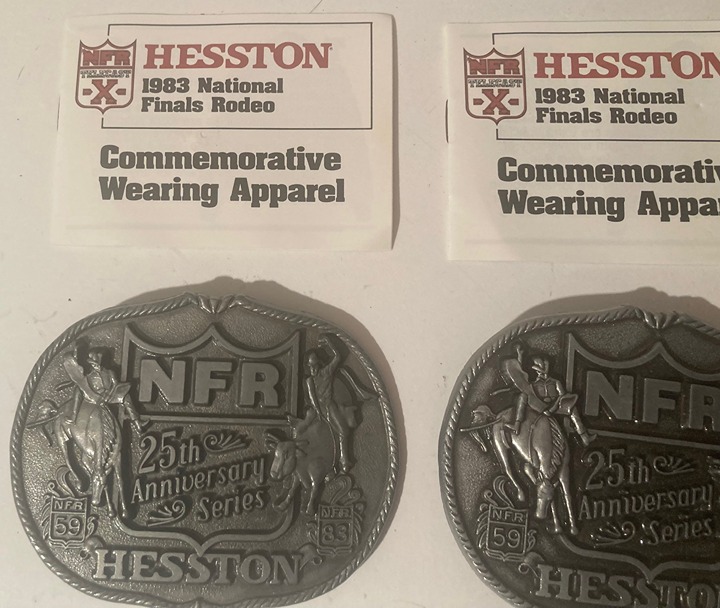 NFR
X
HESSTON
1983 National
Finals Rodeo
Commemorative
Wearing Apparel
NFR
X
HESSTON
1983 National
Finals Rodeo
Commemorativ
Wearing Appa
NFR
25th
Anniversary
Series
NFR
59
NFR
83
HESSTON
NFR
25th
Anniversary
Series
NFR
59
HESSTON